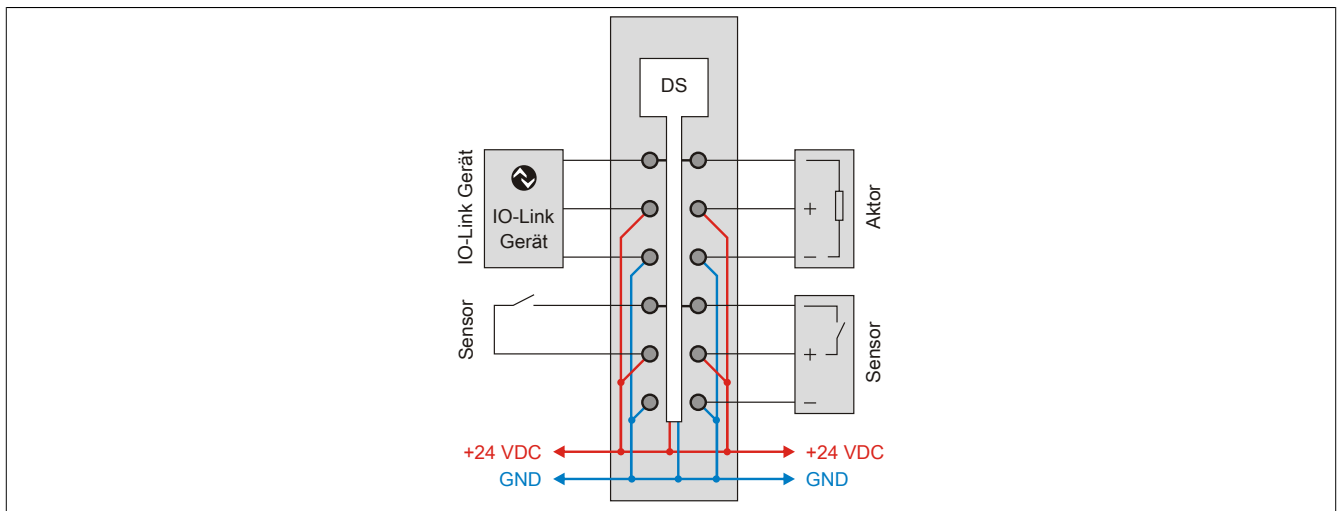 DS
IO-Link Gerät
IO-Link
Gerät
+
−
Aktor
Sensor
+
−
Sensor
+24 VDC
+24 VDC
GND
GND